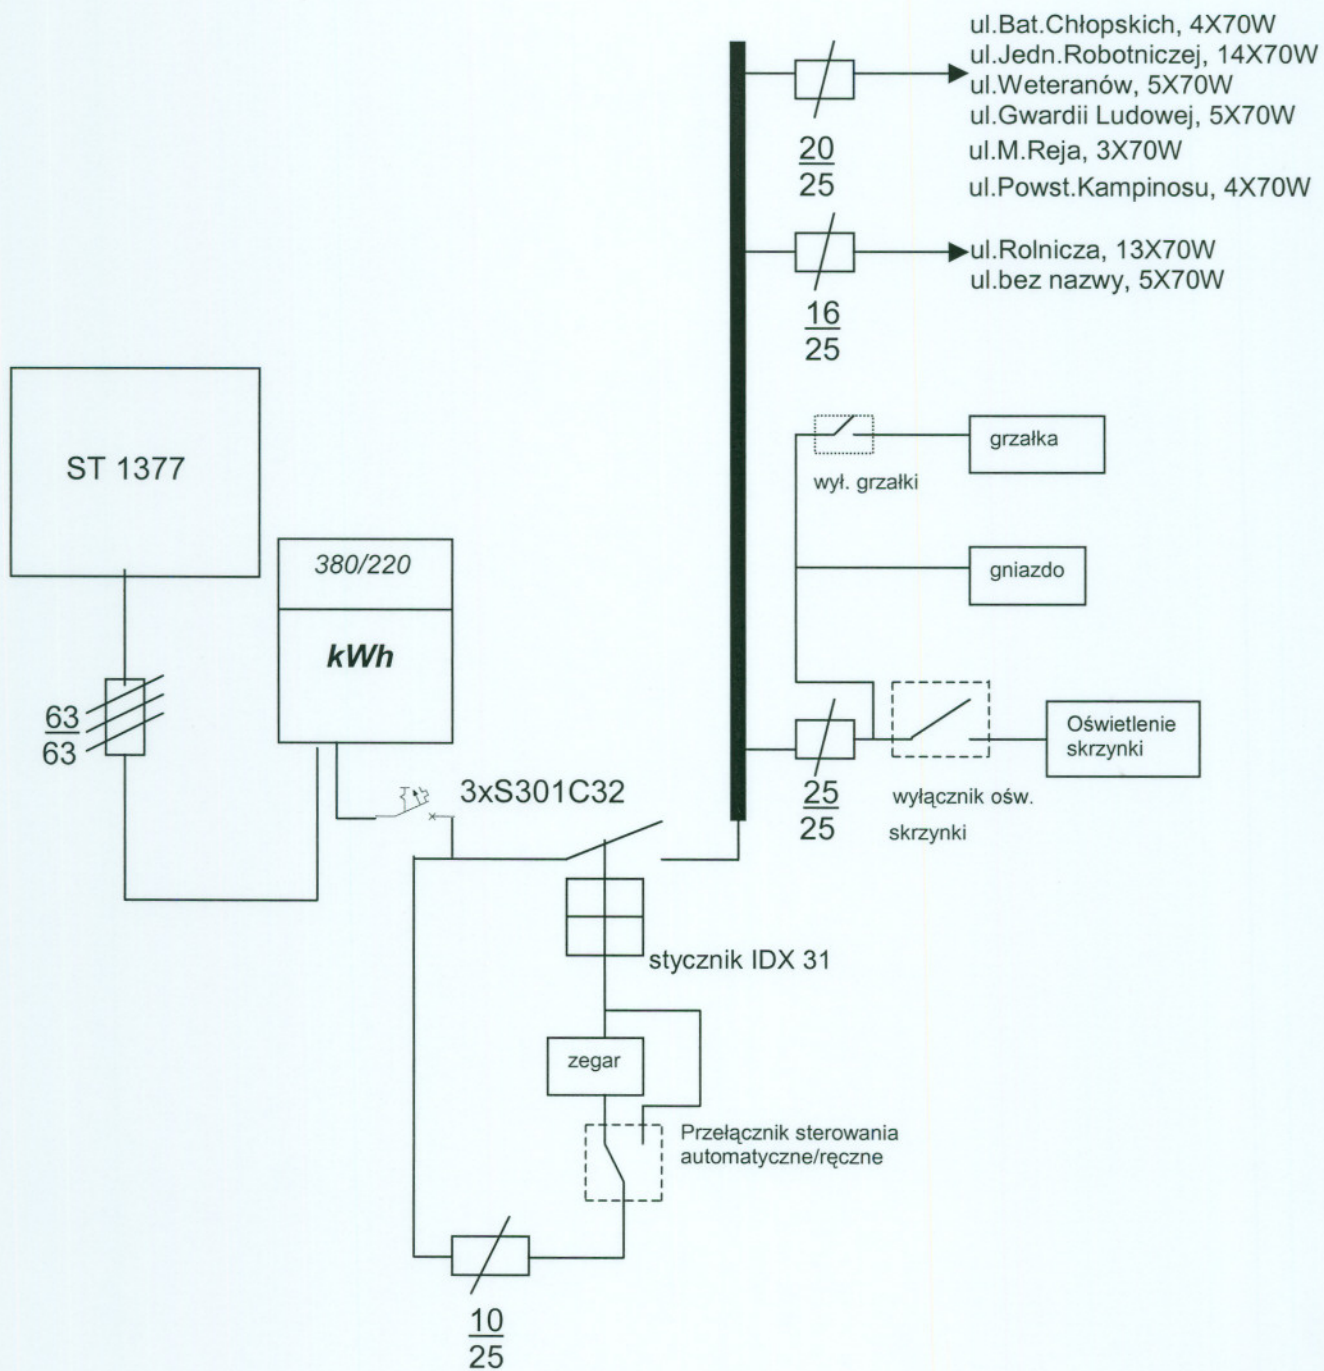 ul.Bat.Chłopskich, 4X70W
ul.Jedn.Robotniczej, 14X70W
ul.Weteranów, 5X70W
ul.Gwardii Ludowej, 5X70W
ul.M.Reja, 3X70W
ul.Powst.Kampinosu, 4X70W
20
25
ul.Rolnicza, 13X70W
ul.bez nazwy, 5X70W
16
25
ST 1377
380/220
kWh
63
63
grzałka
wył. grzałki
gniazdo
Oświetlenie
skrzynki
25
25
wyłącznik ośw.
skrzynki
3xS301C32
stycznik IDX 31
zegar
Przełącznik sterowania
automatyczne/ręczne
10
25